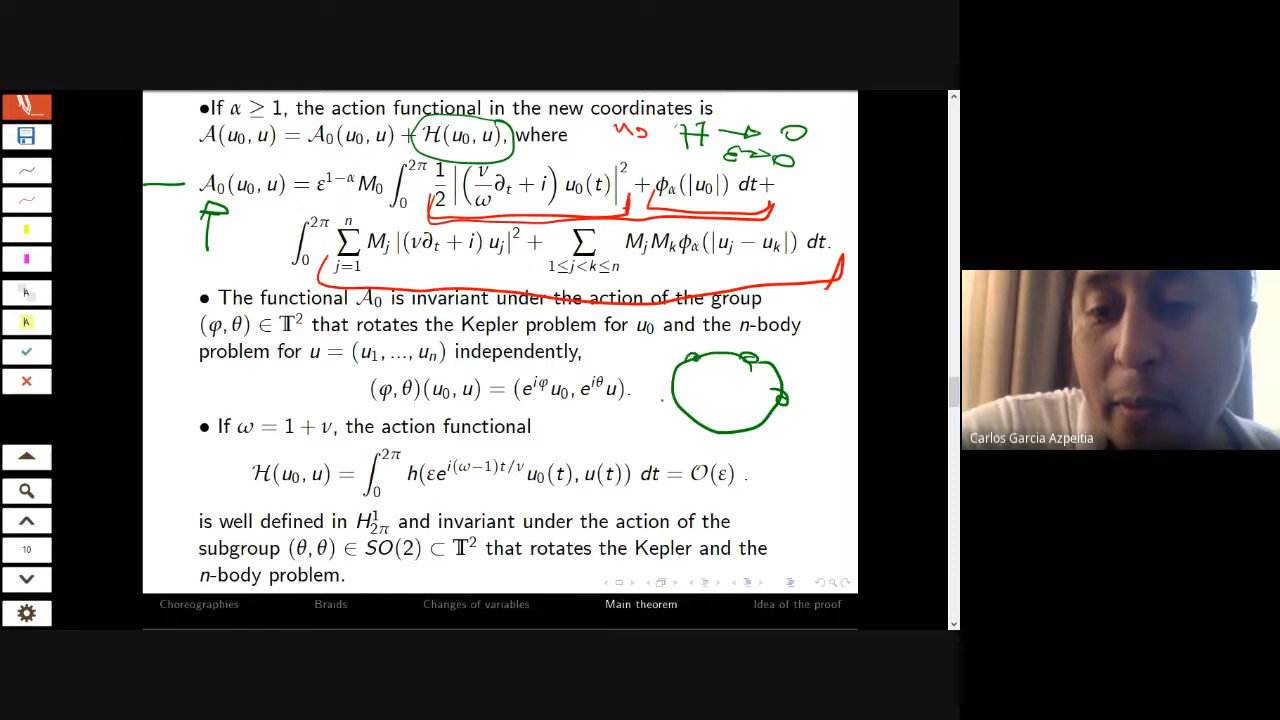 •If α ≥ 1, the action functional in the new coordinates is
𝒜(u₀, u) = 𝒜₀(u₀, u) + ℋ(u₀, u), where
u₀ H → 0
ε → 0
𝒜₀(u₀, u) = ε^{1−α} M₀ ∫₀^{2π} 1/2 |(ν/ω ∂ₜ + i) u₀(t)|² + ϕ_α(|u₀|) dt+
∫₀^{2π} ∑_{j=1}^{n} M_j |(ν∂ₜ + i) u_j|² + ∑_{1≤j<k≤n} M_j M_k ϕ_α(|u_j − u_k|) dt.
• The functional 𝒜₀ is invariant under the action of the group
(φ, θ) ∈ 𝕋² that rotates the Kepler problem for u₀ and the n-body
problem for u = (u₁, ..., uₙ) independently,
(φ, θ)(u₀, u) = (e^{iφ} u₀, e^{iθ} u).
• If ω = 1 + ν, the action functional
ℋ(u₀, u) = ∫₀^{2π} h(εe^{i(ω−1)t/ν} u₀(t), u(t)) dt = 𝒪(ε) .
is well defined in H¹_{2π} and invariant under the action of the
subgroup (θ, θ) ∈ SO(2) ⊂ 𝕋² that rotates the Kepler and the
n-body problem.
Choreographies Braids Changes of variables Main theorem Idea of the proof
10
Carlos Garcia Azpeitia